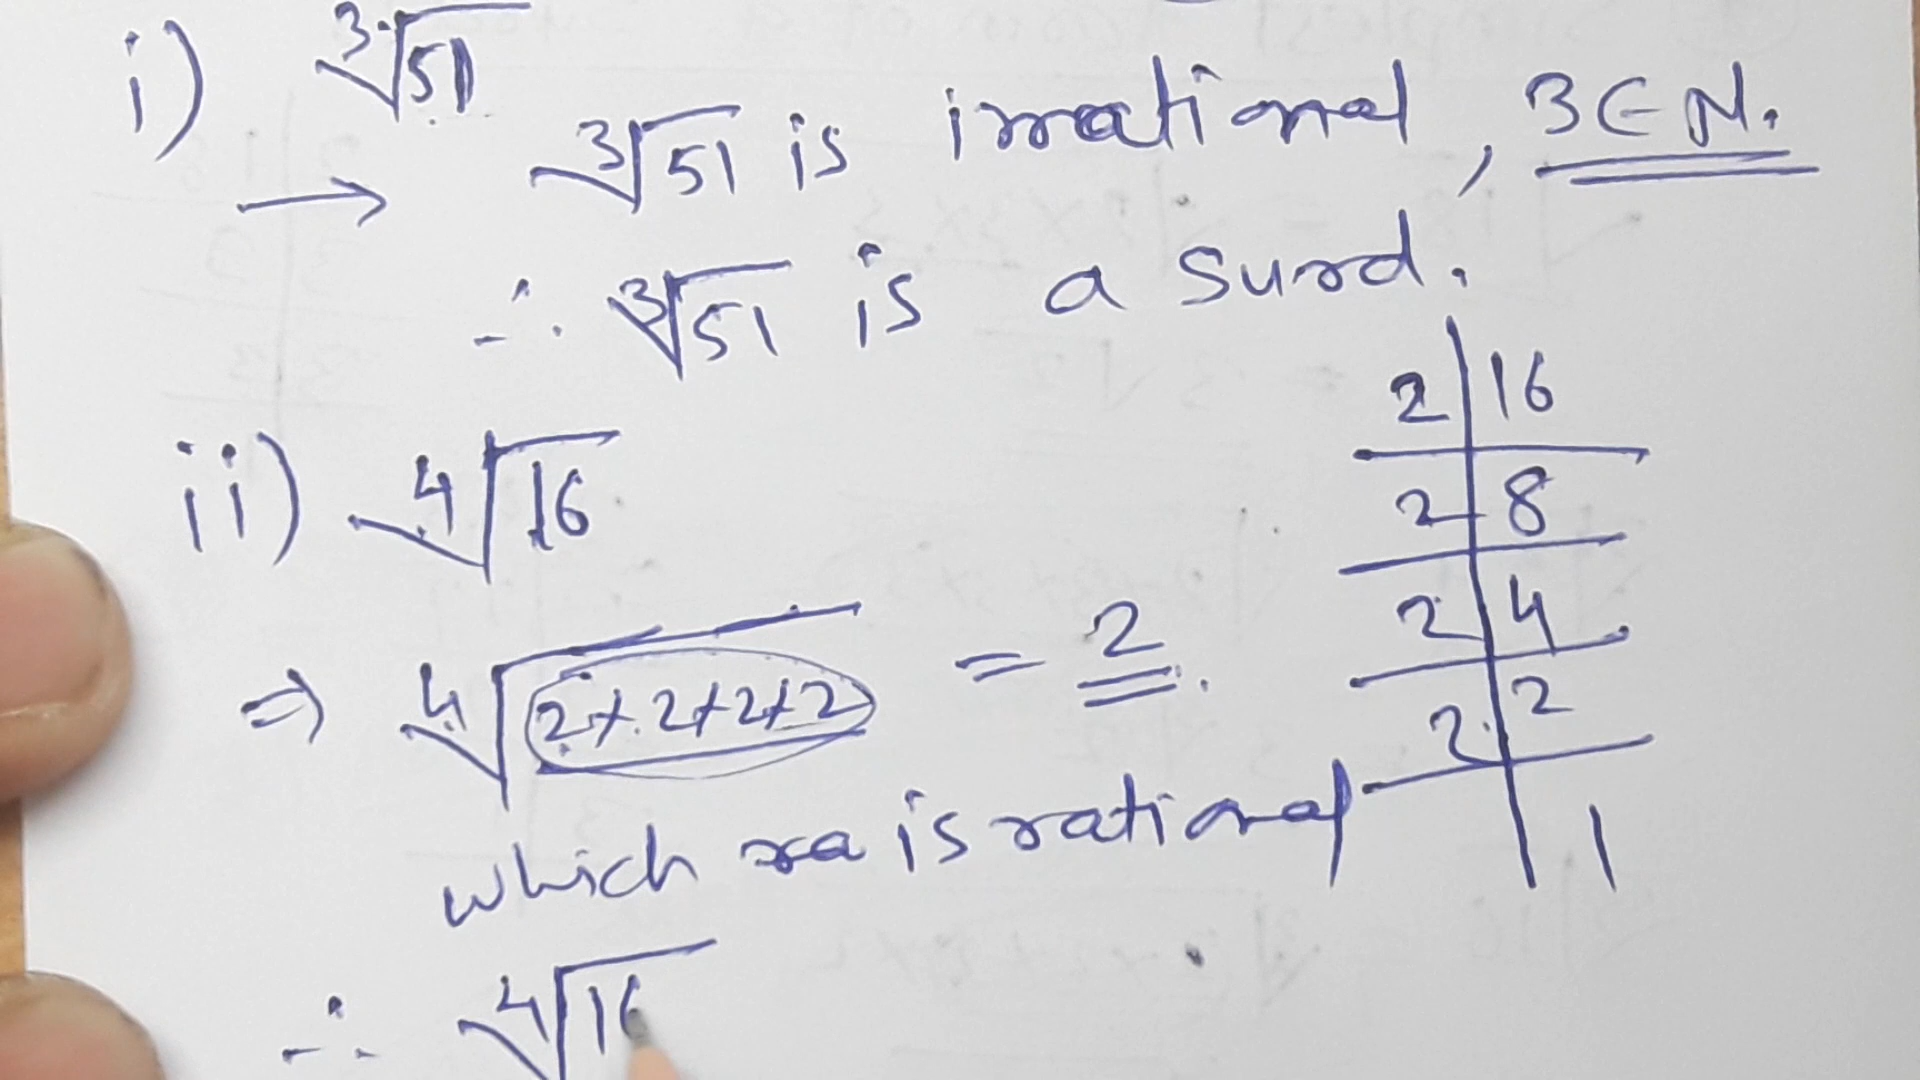 i) ∛51
→ ∛51 is irrational, 3 ∈ N.
∴ ∛51 is a surd.
ii) ∜16
⇒ ∜2×2×2×2 = 2.
which is rational
∴ ∜16
2 | 16
2 | 8
2 | 4
2 | 2
| 1